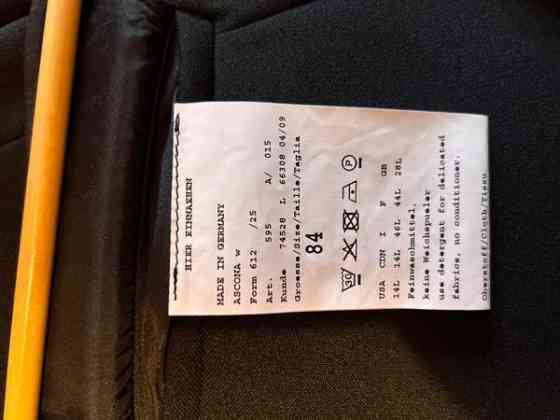 HIER EINNAEHEN
MADE IN GERMANY
ASCONA w
Form 612 /25
Art. 595 A/ 015
Kunde 74528 L 66308 04/09
Groesse/Size/Taille/Taglia
84
30 P
USA CDN I F GB
14L 14L 46L 44L 28L
Feinwaschmittel,
keine Weichspueler
use detergent for delicated
fabrics, no conditioner.
Oberstoff/Cloth/Tissu